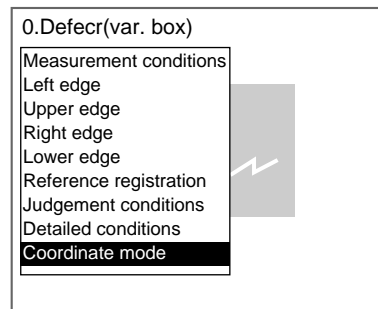 0.Defecr(var. box)
Measurement conditions
Left edge
Upper edge
Right edge
Lower edge
Reference registration
Judgement conditions
Detailed conditions
Coordinate mode